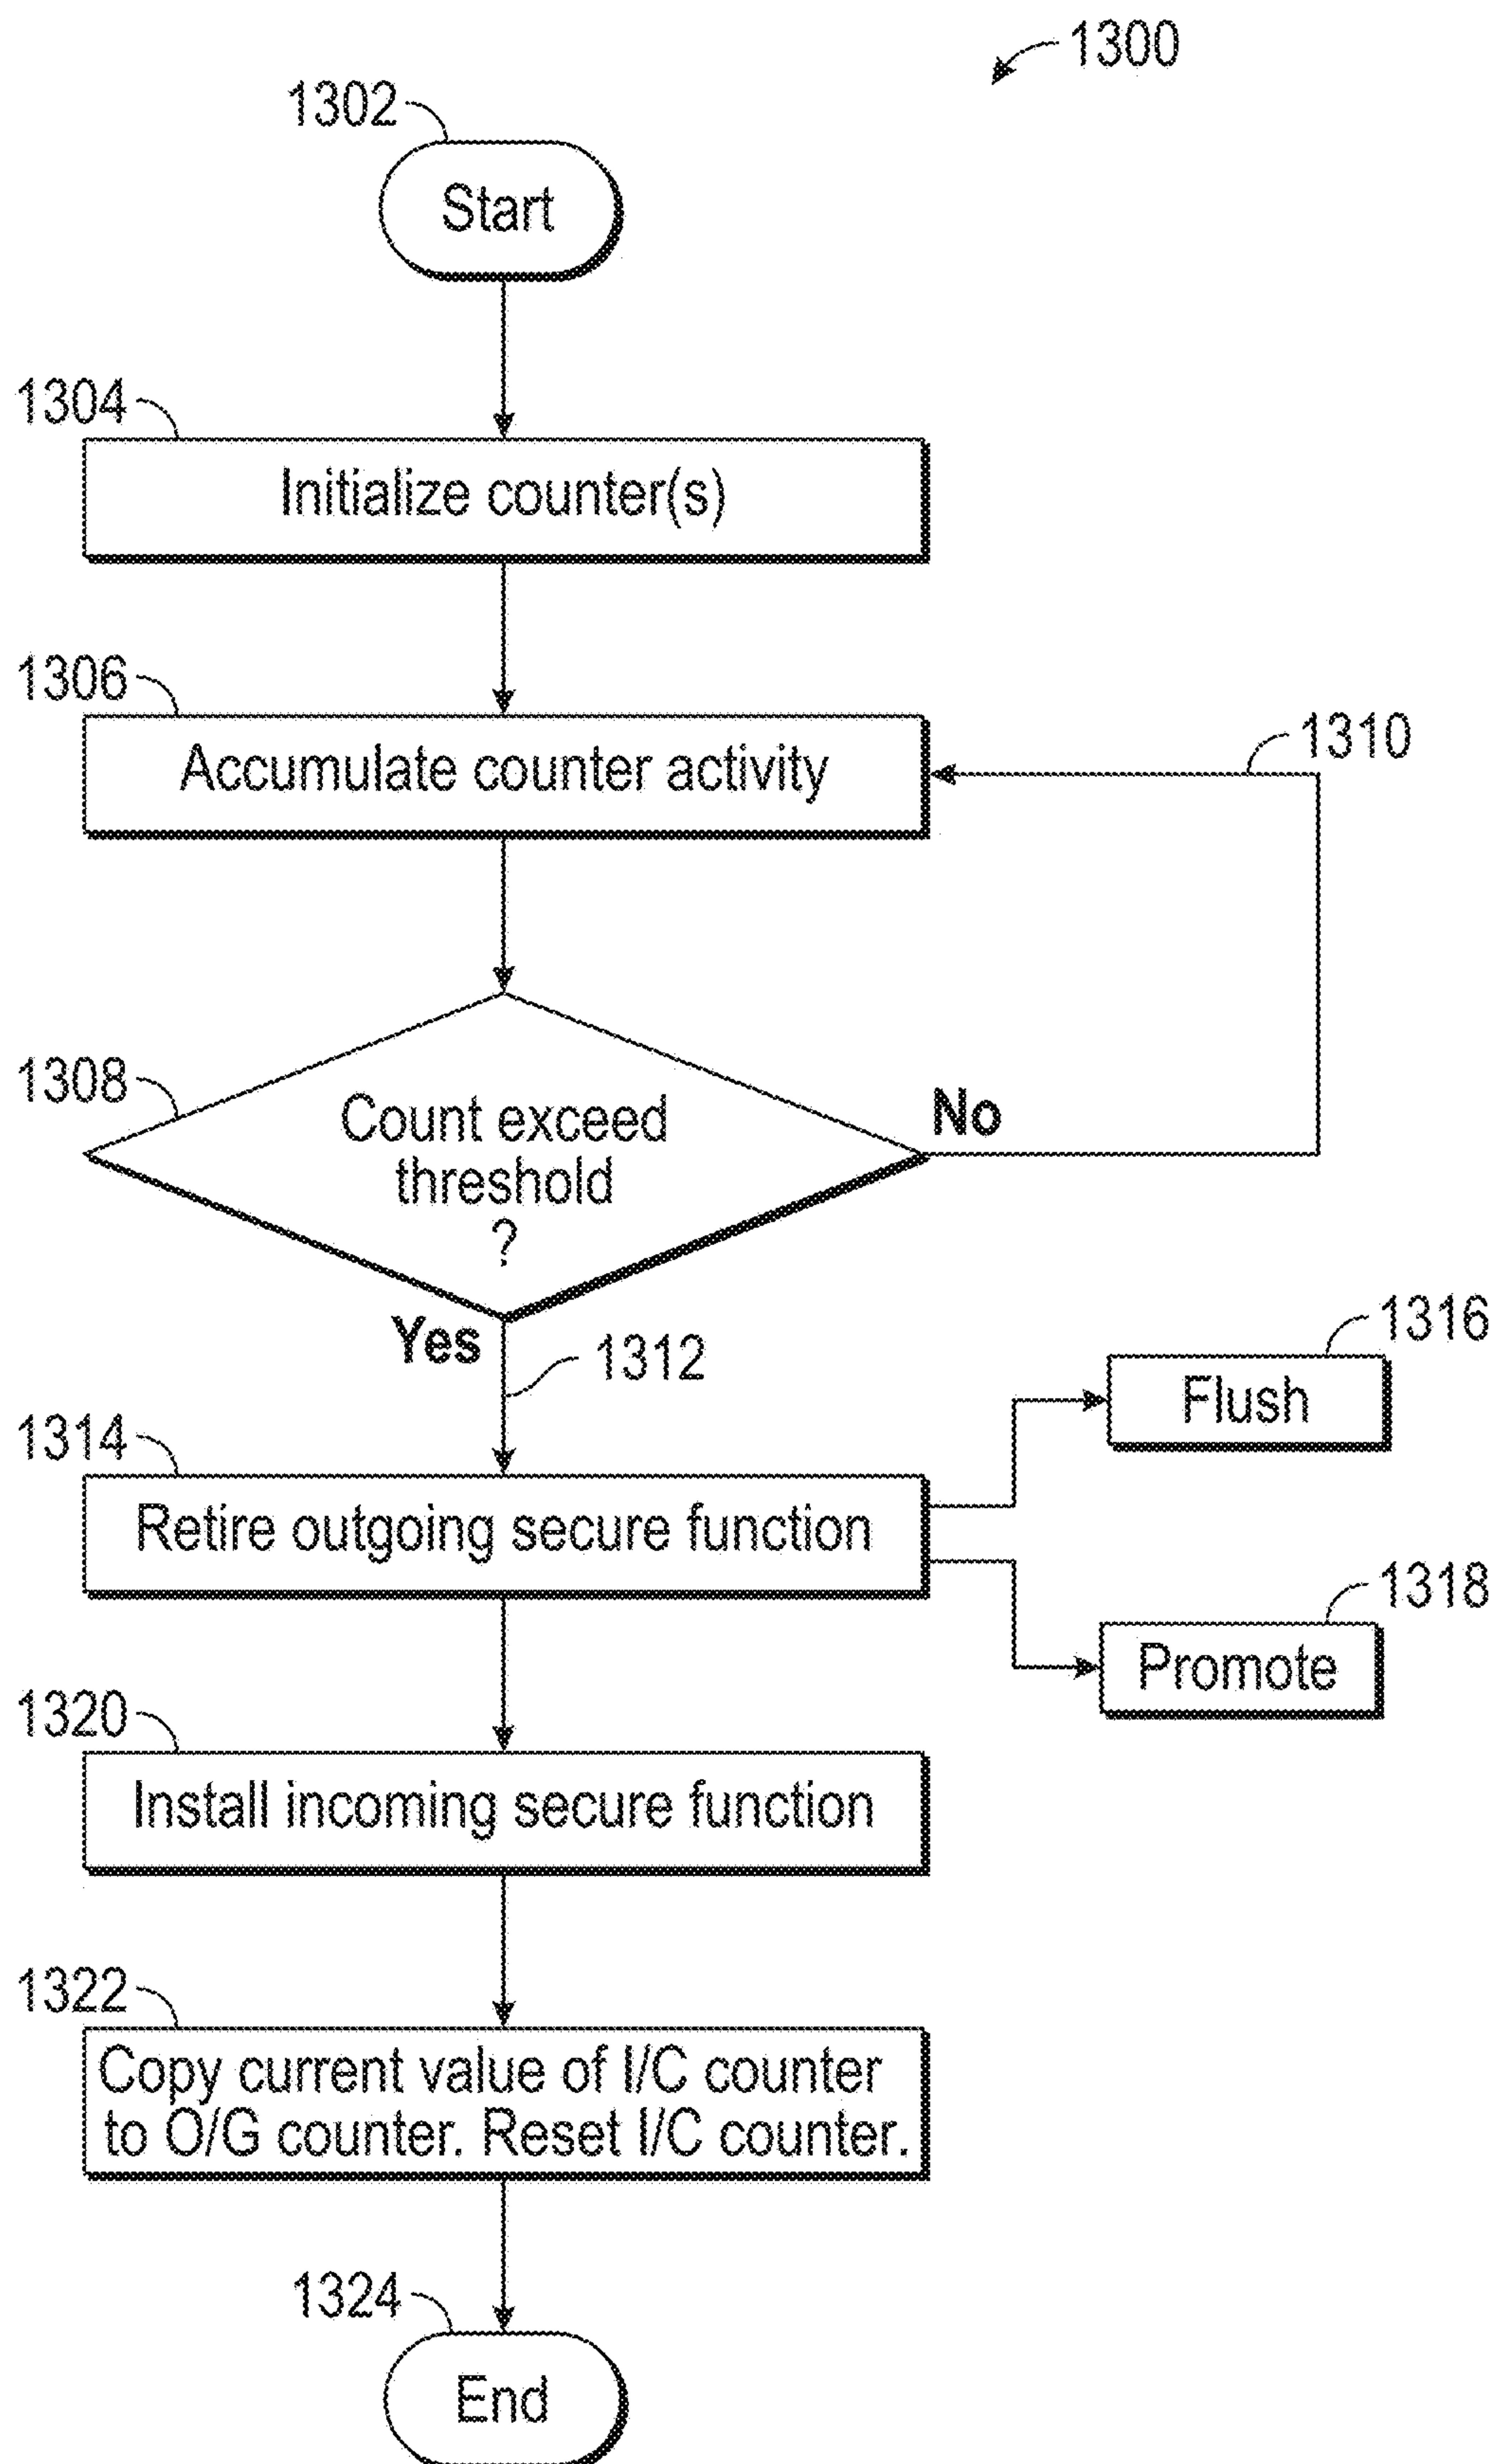 1300
1302
Start
1304
Initialize counter(s)
1306
Accumulate counter activity
1310
1308
Count exceed
threshold
?
No
Yes
1312
1316
Flush
1314
Retire outgoing secure function
1318
Promote
1320
Install incoming secure function
1322
Copy current value of I/C counter
to O/G counter. Reset I/C counter.
1324
End